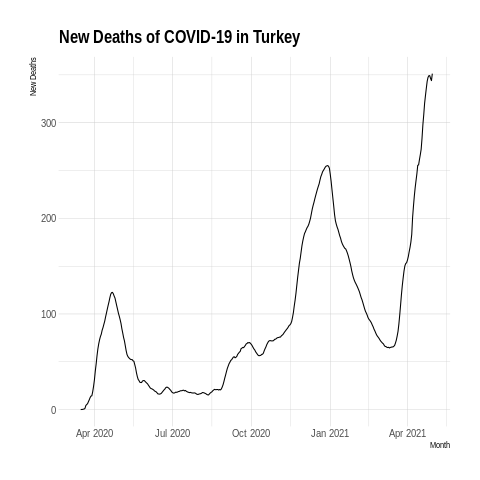 New Deaths of COVID-19 in Turkey
New Deaths
300
200
100
0
Apr 2020 Jul 2020 Oct 2020 Jan 2021 Apr 2021
Month